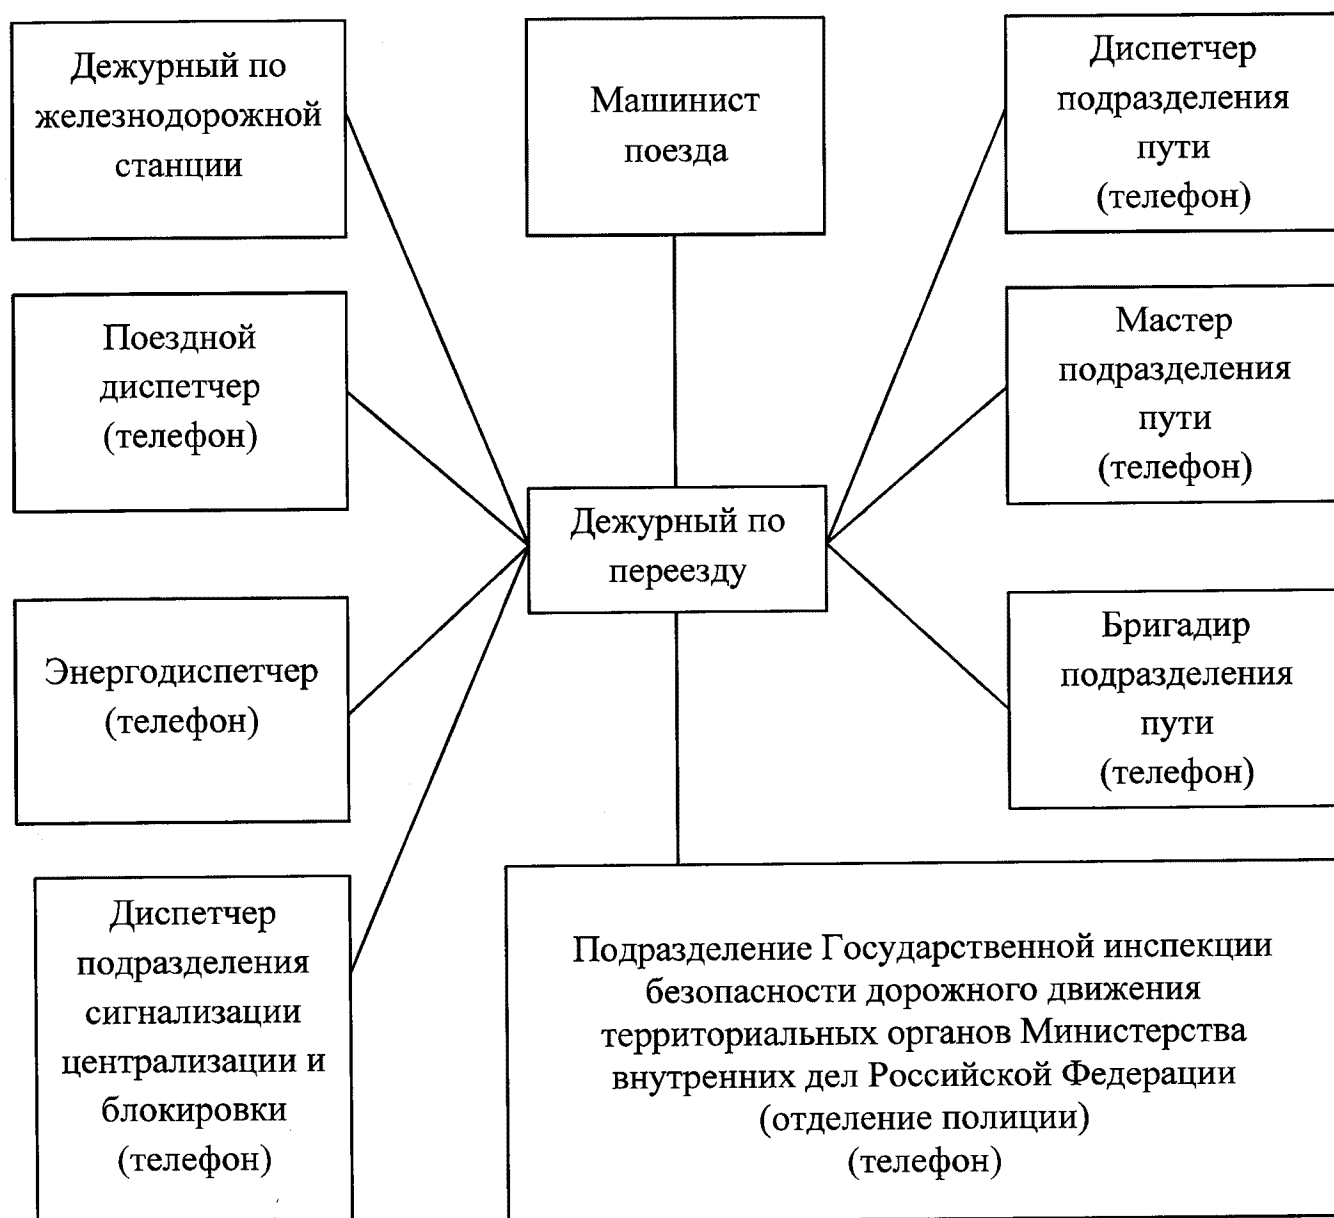 Дежурный по
железнодорожной
станции
Машинист
поезда
Диспетчер
подразделения
пути
(телефон)
Поездной
диспетчер
(телефон)
Мастер
подразделения
пути
(телефон)
Дежурный по
переезду
Энергодиспетчер
(телефон)
Бригадир
подразделения
пути
(телефон)
Диспетчер
подразделения
сигнализации
централизации и
блокировки
(телефон)
Подразделение Государственной инспекции
безопасности дорожного движения
территориальных органов Министерства
внутренних дел Российской Федерации
(отделение полиции)
(телефон)